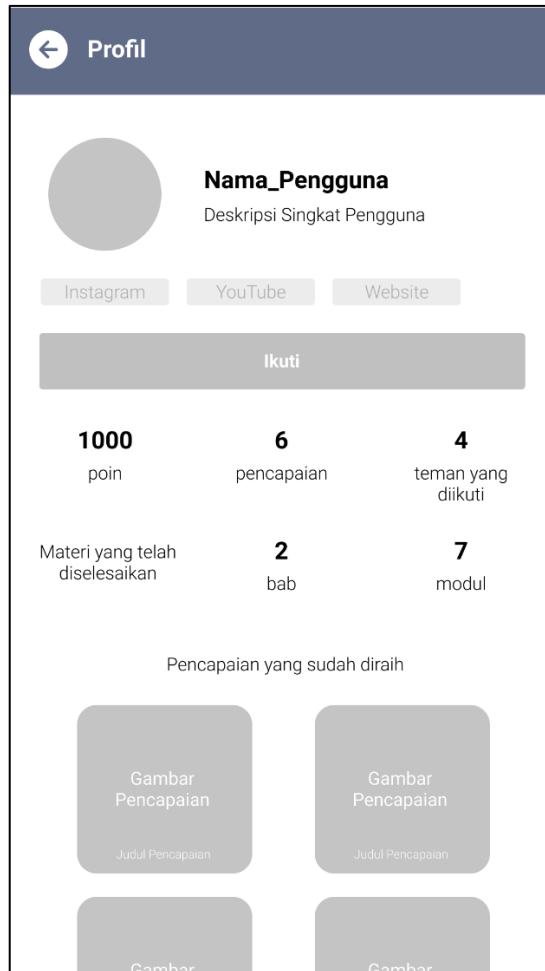 Profil
Nama_Pengguna
Deskripsi Singkat Pengguna
Instagram YouTube Website
Ikuti
1000 6 4
poin pencapaian teman yang
diikuti
Materi yang telah
diselesaikan
2 7
bab modul
Pencapaian yang sudah diraih
Gambar
Pencapaian
Judul Pencapaian
Gambar
Pencapaian
Judul Pencapaian
Gambar Gambar